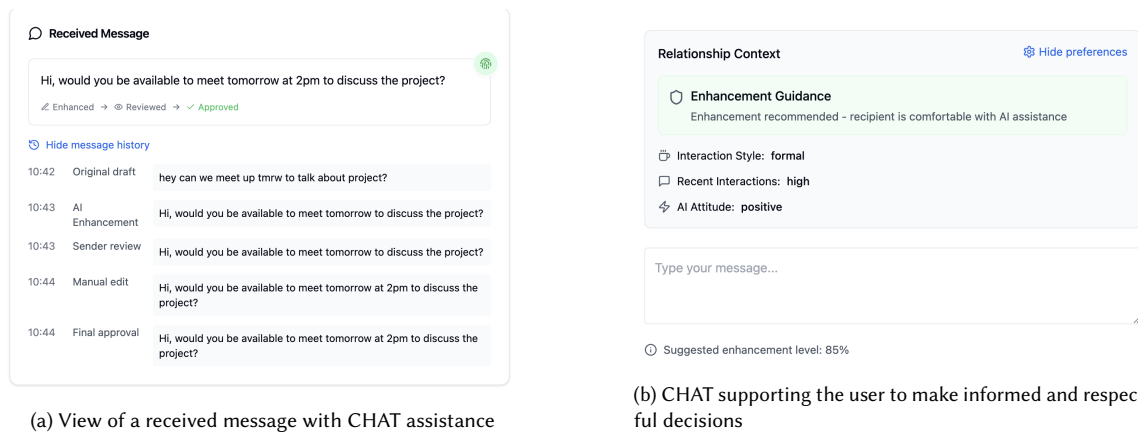 Received Message
Hi, would you be available to meet tomorrow at 2pm to discuss the project?
Enhanced → Reviewed → Approved
Hide message history
10:42 Original draft hey can we meet up tmrw to talk about project?
10:43 AI Enhancement Hi, would you be available to meet tomorrow to discuss the project?
10:43 Sender review Hi, would you be available to meet tomorrow to discuss the project?
10:44 Manual edit Hi, would you be available to meet tomorrow at 2pm to discuss the
project?
10:44 Final approval Hi, would you be available to meet tomorrow at 2pm to discuss the
project?
(a) View of a received message with CHAT assistance
Relationship Context Hide preferences
Enhancement Guidance
Enhancement recommended - recipient is comfortable with AI assistance
Interaction Style: formal
Recent Interactions: high
AI Attitude: positive
Type your message...
Suggested enhancement level: 85%
(b) CHAT supporting the user to make informed and respec
ful decisions